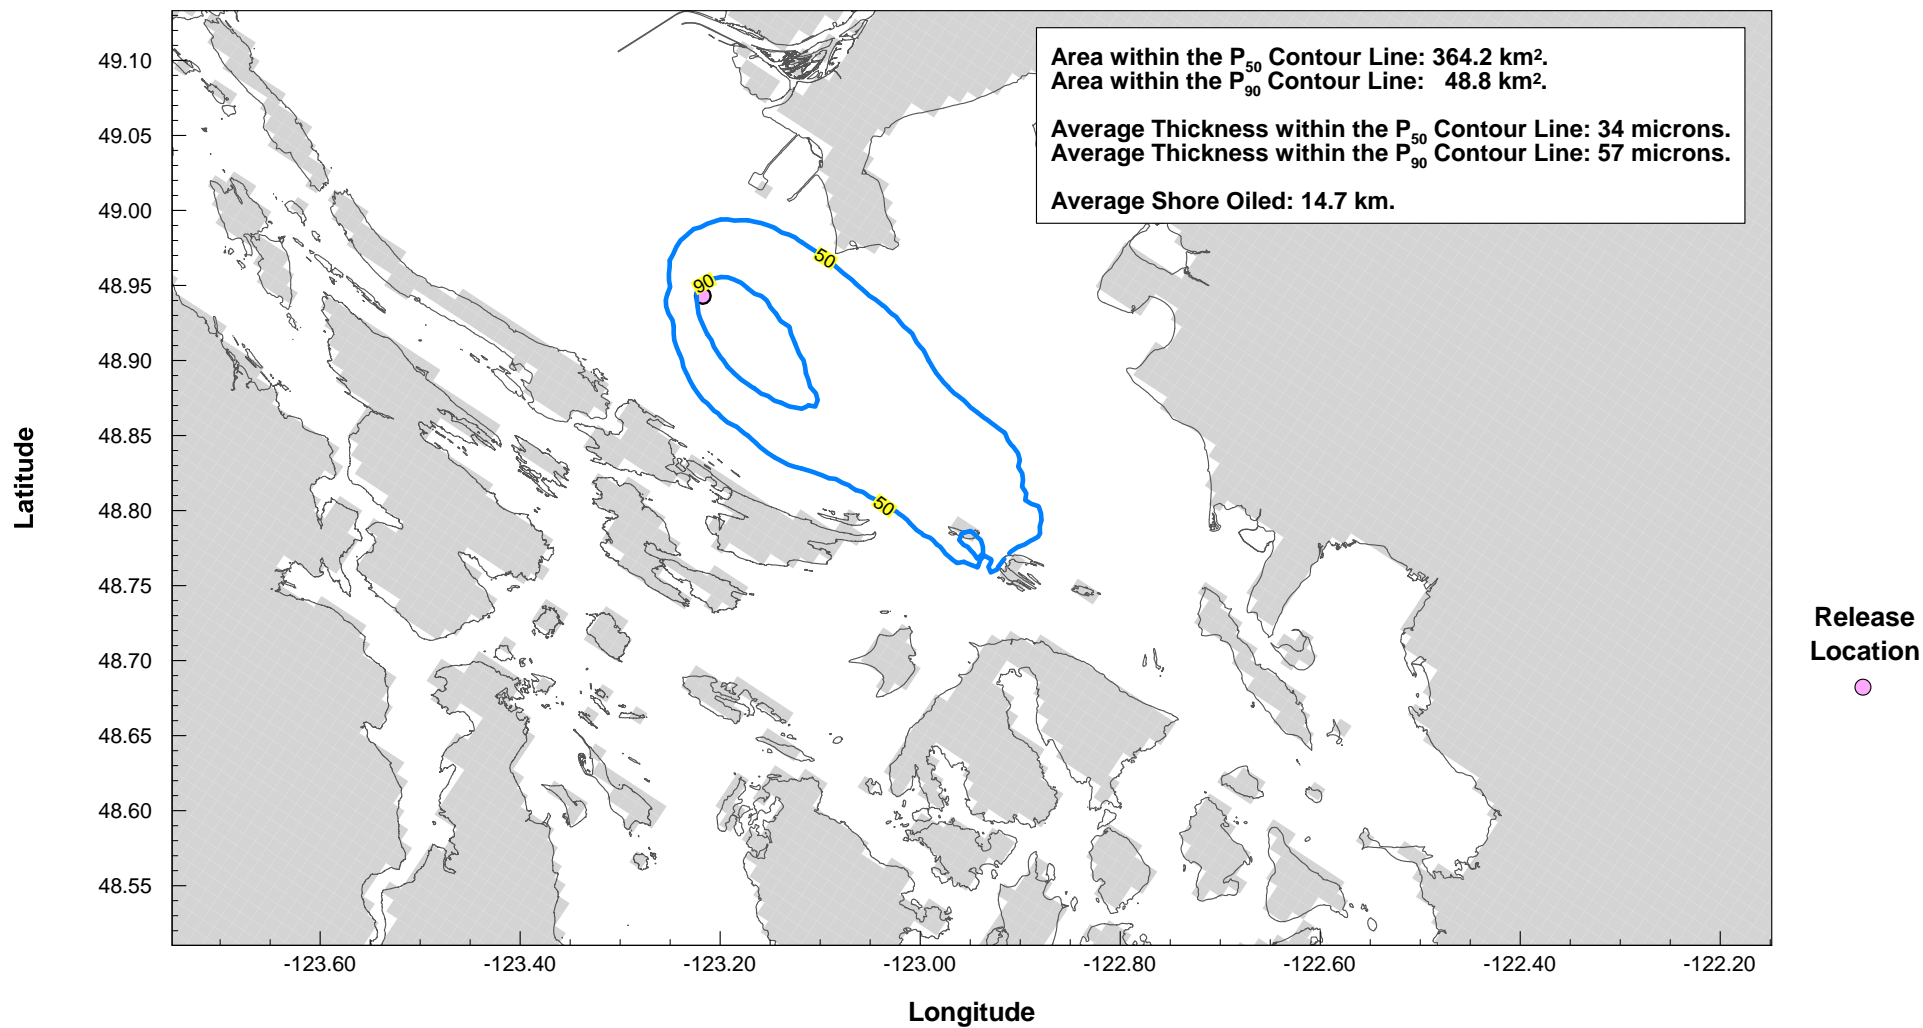 Area within the P50 Contour Line: 364.2 km².
Area within the P90 Contour Line: 48.8 km².
Average Thickness within the P50 Contour Line: 34 microns.
Average Thickness within the P90 Contour Line: 57 microns.
Average Shore Oiled: 14.7 km.
49.10
49.05
49.00
48.95
48.90
48.85
48.80
48.75
48.70
48.65
48.60
48.55
Latitude
50
90
50
Release
Location
-123.60
-123.40
-123.20
-123.00
-122.80
-122.60
-122.40
-122.20
Longitude